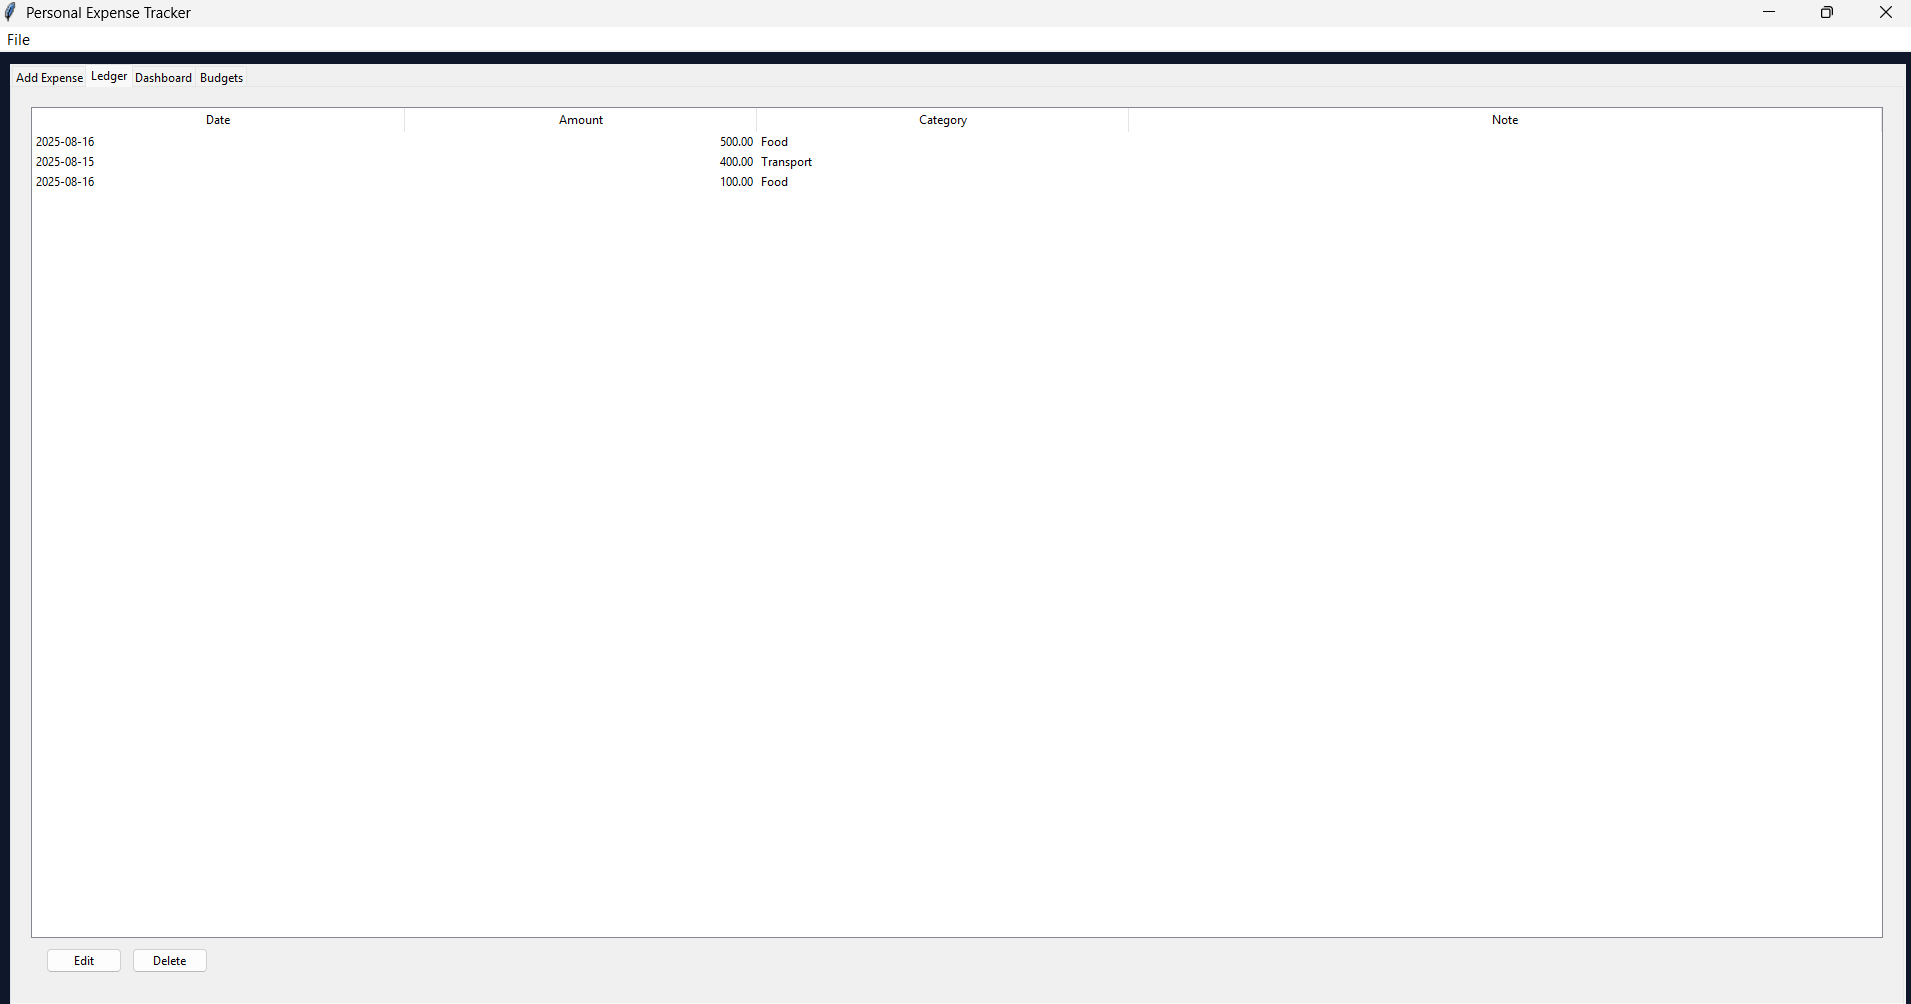 Personal Expense Tracker
File
Add Expense Ledger Dashboard Budgets
Date Amount Category Note
2025-08-16 500.00 Food
2025-08-15 400.00 Transport
2025-08-16 100.00 Food
Edit Delete